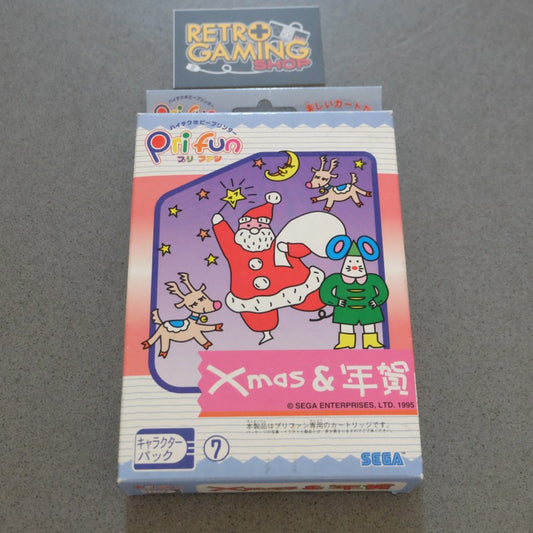 RETRO
GAMING
SHOP
ハイテクホビープリンター
Pri fun
プリ ファン
Xmas & 年賀
© SEGA ENTERPRISES, LTD. 1995
本製品はプリファン専用のカートリッジです。
キャラクター
パック
7
SEGA